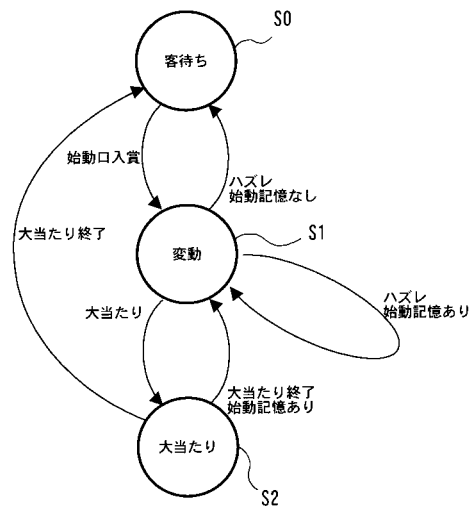 S0
客待ち
始動口入賞
ハズレ
始動記憶なし
大当たり終了
S1
変動
ハズレ
始動記憶あり
大当たり
大当たり終了
始動記憶あり
大当たり
S2